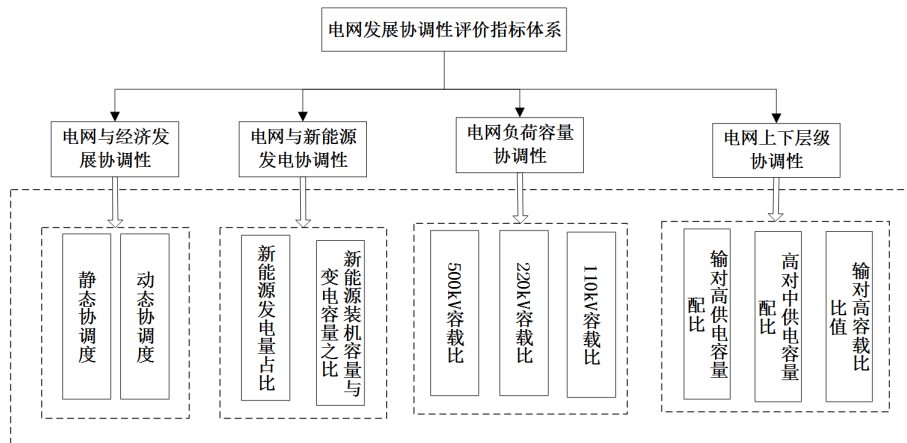 电网发展协调性评价指标体系
电网与经济发
展协调性
电网与新能源
发电协调性
电网负荷容量
协调性
电网上下层级
协调性
静态协调度
动态协调度
新能源发电量占比
新能源装机容量与
变电容量之比
500kV容载比
220kV容载比
110kV容载比
输对高供电容量
配比
高对中供电容量
配比
输对高容载比
比值